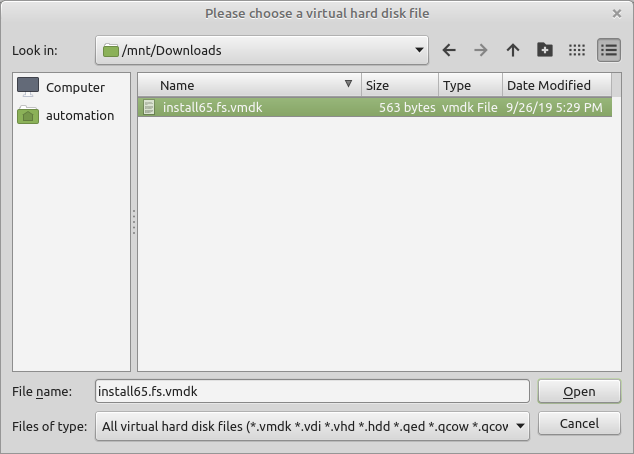 Please choose a virtual hard disk file
Look in: /mnt/Downloads
Computer
automation
Name Size Type Date Modified
install65.fs.vmdk 563 bytes vmdk File 9/26/19 5:29 PM
File name: install65.fs.vmdk Open
Files of type: All virtual hard disk files (*.vmdk *.vdi *.vhd *.hdd *.qed *.qcow *.qcow Cancel